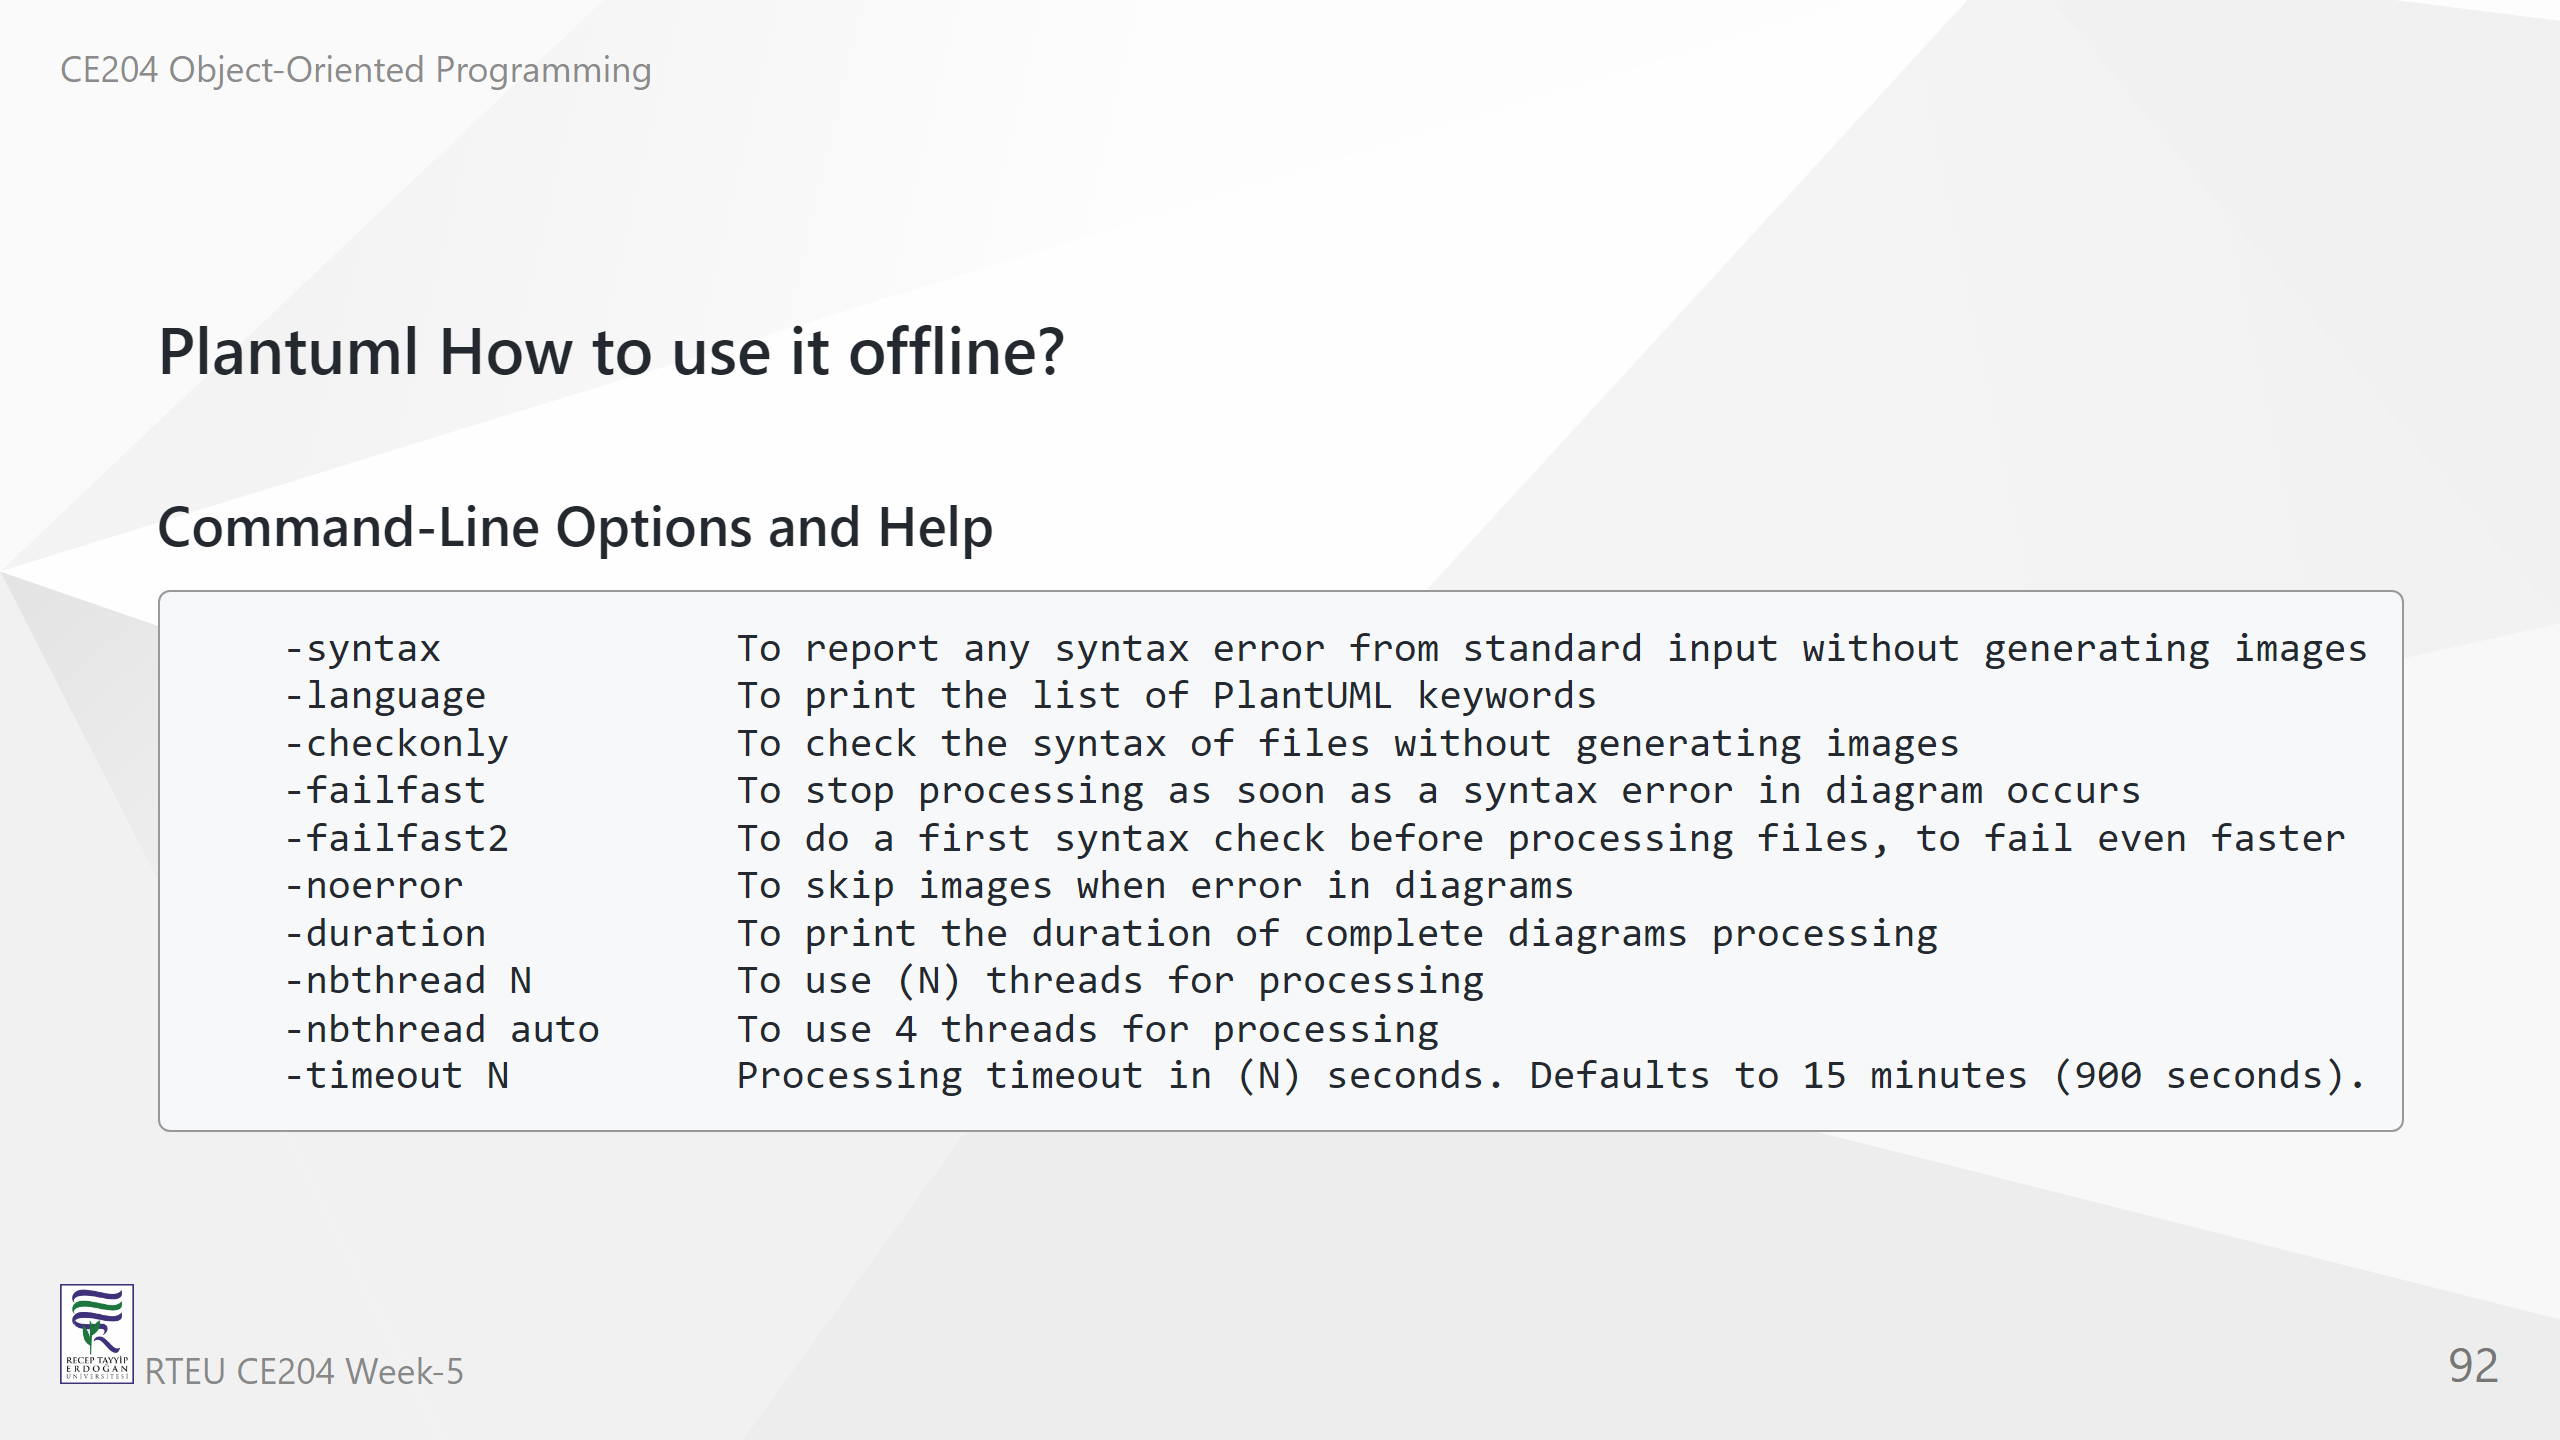 CE204 Object-Oriented Programming
Plantuml How to use it offline?
Command-Line Options and Help
-syntax To report any syntax error from standard input without generating images
-language To print the list of PlantUML keywords
-checkonly To check the syntax of files without generating images
-failfast To stop processing as soon as a syntax error in diagram occurs
-failfast2 To do a first syntax check before processing files, to fail even faster
-noerror To skip images when error in diagrams
-duration To print the duration of complete diagrams processing
-nbthread N To use (N) threads for processing
-nbthread auto To use 4 threads for processing
-timeout N Processing timeout in (N) seconds. Defaults to 15 minutes (900 seconds).
RECEP TAYYİP
ERDOĞAN
ÜNİVERSİTESİ
RTEU CE204 Week-5
92